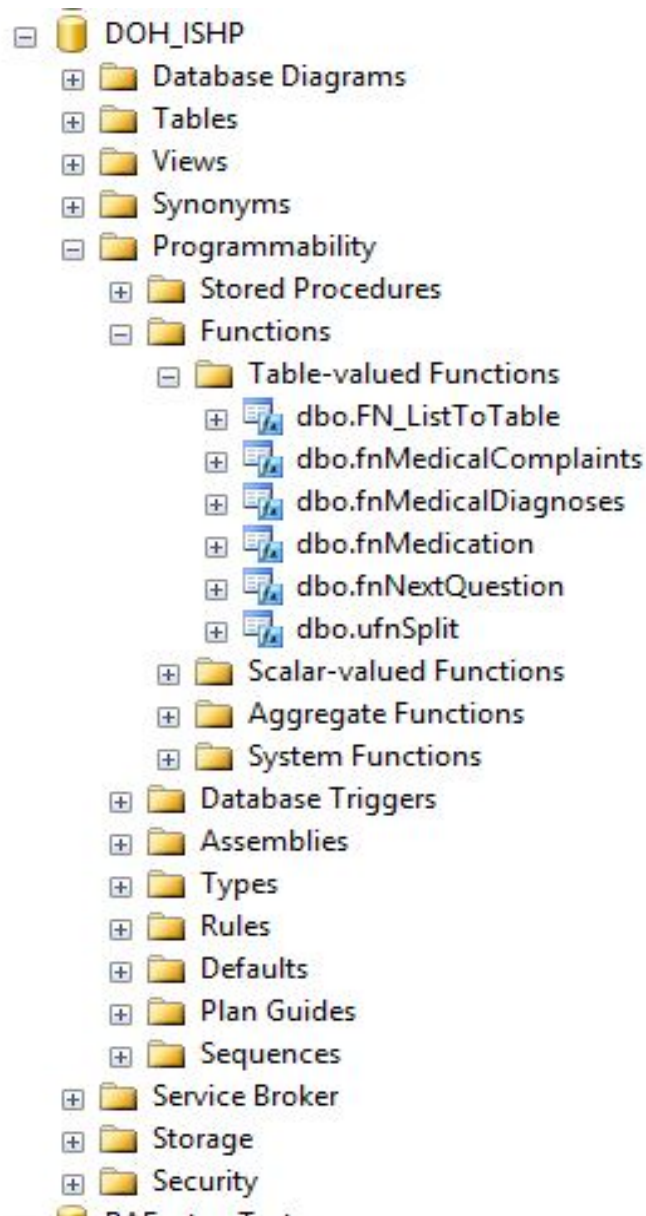 DOH_ISHP
Database Diagrams
Tables
Views
Synonyms
Programmability
Stored Procedures
Functions
Table-valued Functions
dbo.FN_ListToTable
dbo.fnMedicalComplaints
dbo.fnMedicalDiagnoses
dbo.fnMedication
dbo.fnNextQuestion
dbo.ufnSplit
Scalar-valued Functions
Aggregate Functions
System Functions
Database Triggers
Assemblies
Types
Rules
Defaults
Plan Guides
Sequences
Service Broker
Storage
Security